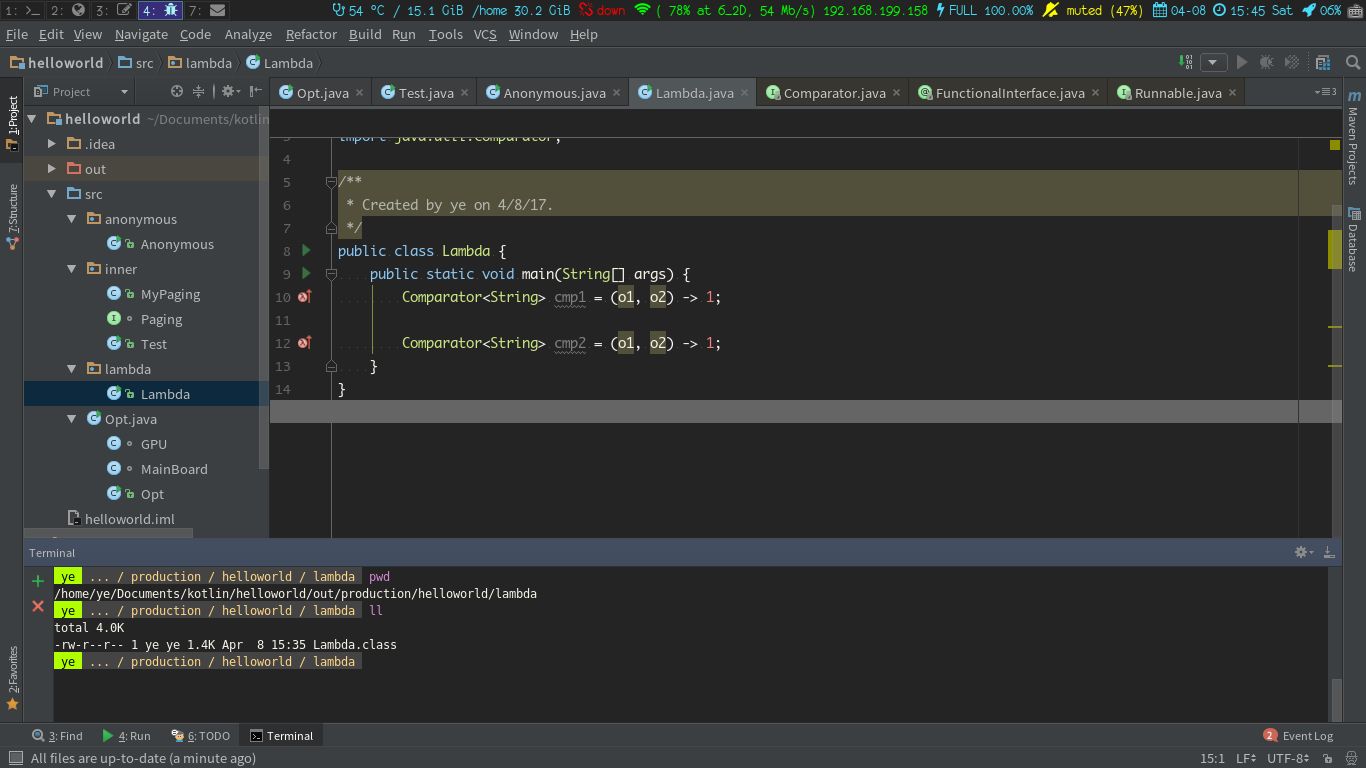 1: 2: 3: 4: 7: 54 °C / 15.1 GiB /home 30.2 GiB down ( 78% at 6_2D, 54 Mb/s) 192.168.199.158 FULL 100.00% muted (47%) 04-08 15:45 Sat 06%
File Edit View Navigate Code Analyze Refactor Build Run Tools VCS Window Help
helloworld src lambda Lambda
Project
Opt.java Test.java Anonymous.java Lambda.java Comparator.java FunctionalInterface.java Runnable.java
1:Project
7:Structure
2:Favorites
helloworld ~/Documents/kotlin
.idea
out
src
anonymous
Anonymous
inner
MyPaging
Paging
Test
lambda
Lambda
Opt.java
GPU
MainBoard
Opt
helloworld.iml
3 import java.util.Comparator;
4
5 /**
6  * Created by ye on 4/8/17.
7  */
8 public class Lambda {
9     public static void main(String[] args) {
10         Comparator<String> cmp1 = (o1, o2) -> 1;
11
12         Comparator<String> cmp2 = (o1, o2) -> 1;
13     }
14 }
Maven Projects
Database
Terminal
ye ... / production / helloworld / lambda pwd
/home/ye/Documents/kotlin/helloworld/out/production/helloworld/lambda
ye ... / production / helloworld / lambda ll
total 4.0K
-rw-r--r-- 1 ye ye 1.4K Apr  8 15:35 Lambda.class
ye ... / production / helloworld / lambda
3: Find 4: Run 6: TODO Terminal 2 Event Log
All files are up-to-date (a minute ago) 15:1 LF UTF-8